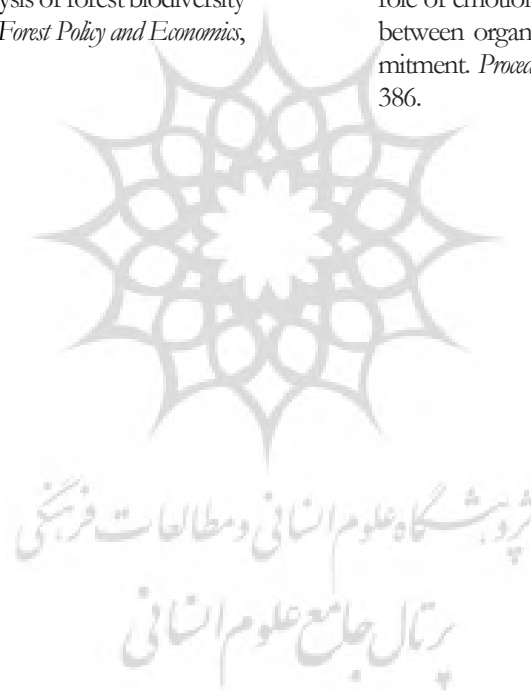 ysis of forest biodiversity
Forest Policy and Economics,
role of emotion
between organ
mitment. Proced
386.
پژوهشگاه علوم انسانی و مطالعات فرهنگی
پرتال جامع علوم انسانی